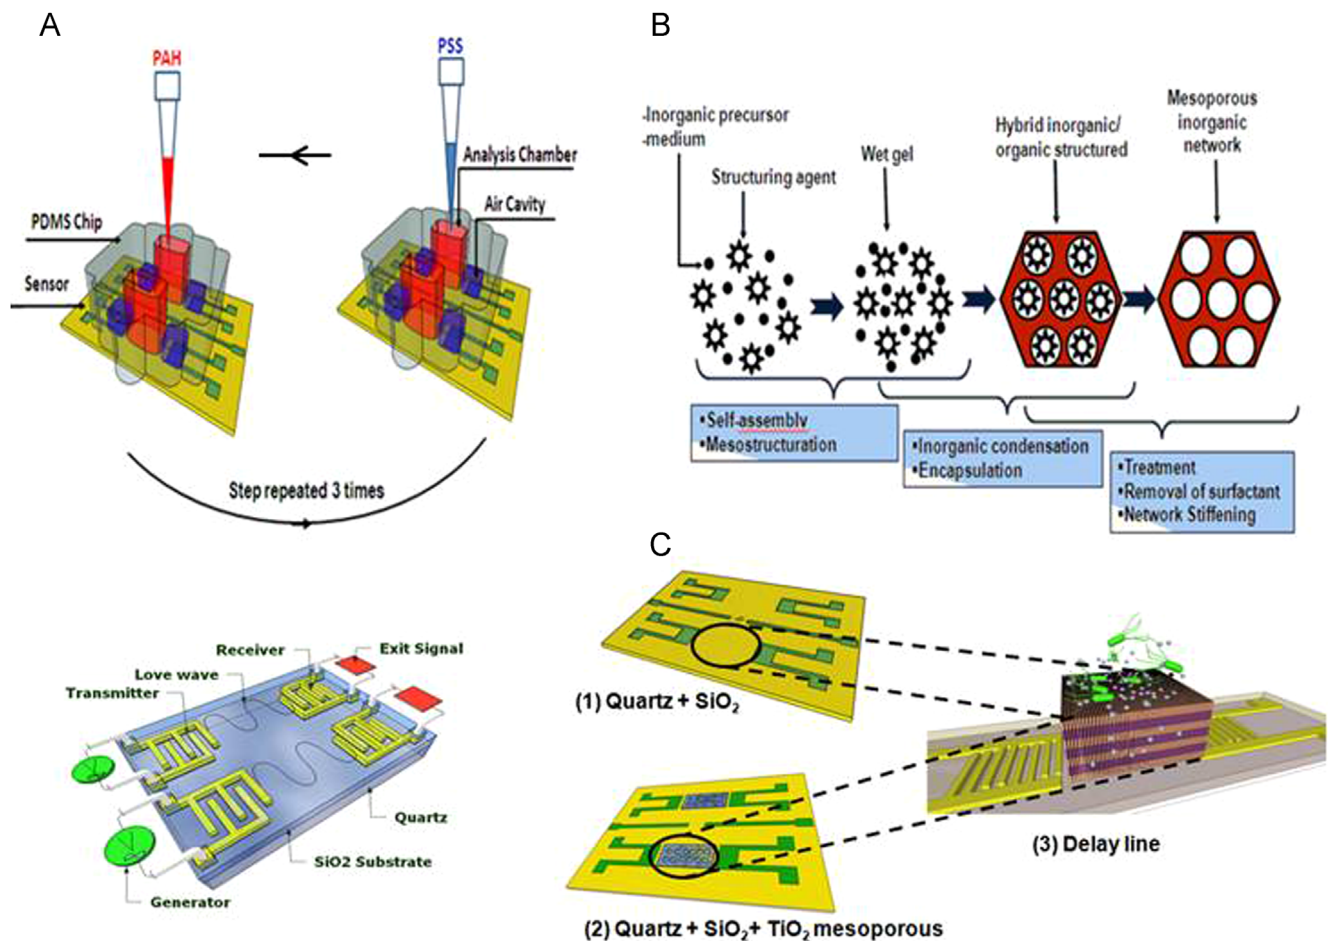 A
PAH
PSS
Analysis Chamber
Air Cavity
PDMS Chip
Sensor
Step repeated 3 times
B
-Inorganic precursor
-medium
Structuring agent
Wet gel
Hybrid inorganic/
organic structured
Mesoporous
inorganic
network
▪Self-assemblv
▪Mesostructuration
▪Inorganic condensation
▪Encapsulation
▪Treatment
▪Removal of surfactant
▪Network Stiffening
Receiver
Exit Signal
Love wave
Transmitter
Quartz
SiO2 Substrate
Generator
C
(1) Quartz + SiO₂
(2) Quartz + SiO₂+ TiO₂ mesoporous
(3) Delay line